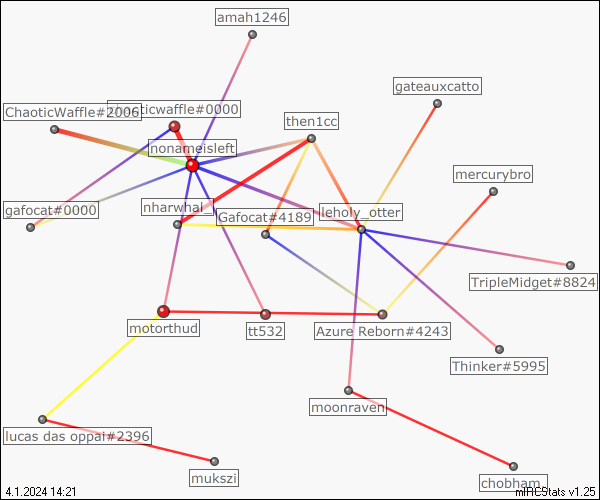 amah1246
gateauxcatto
ChaoticWaffle#2006
chaoticwaffle#0000
then1cc
nonameisleft
mercurybro
gafocat#0000
nharwhal_
Gafocat#4189
leholy_otter
TripleMidget#8824
motorthud
tt532
Azure Reborn#4243
Thinker#5995
moonraven
lucas das oppai#2396
mukszi
chobham_
4.1.2024 14:21
mIRCStats v1.25